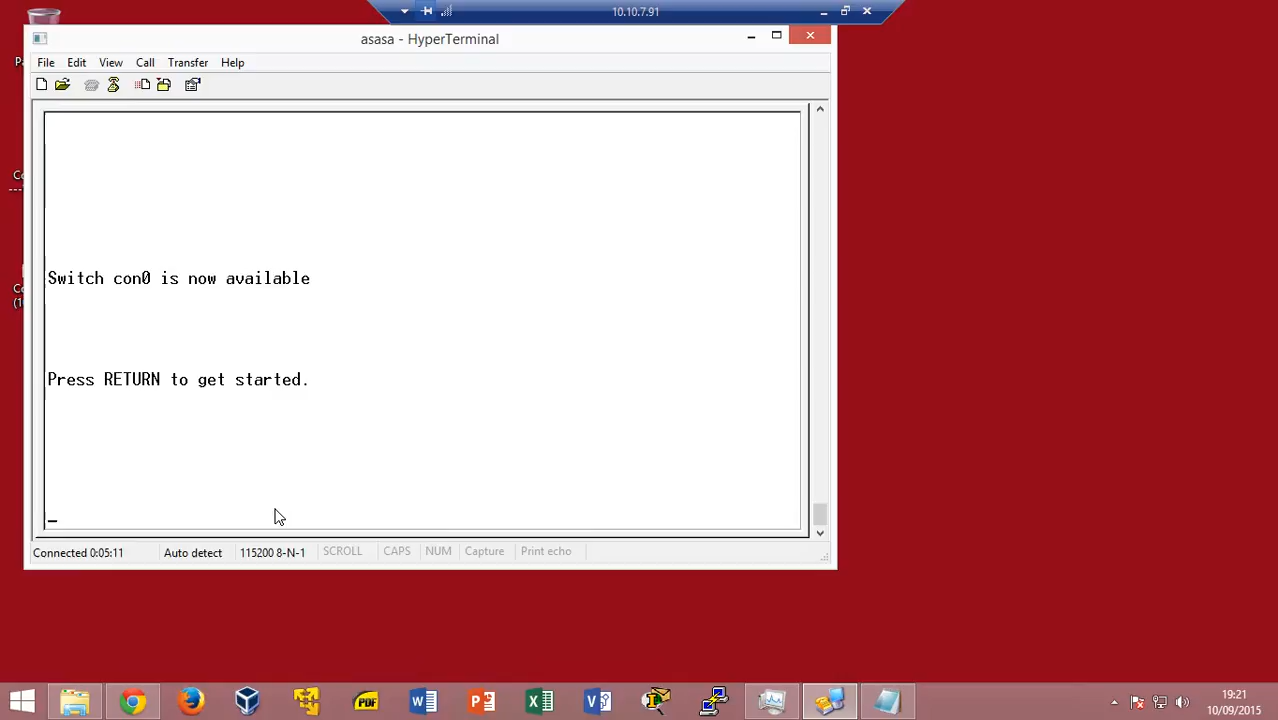 10.10.7.91
asasa - HyperTerminal
File Edit View Call Transfer Help
Switch con0 is now available
Press RETURN to get started.
Connected 0:05:11 Auto detect 115200 8-N-1 SCROLL CAPS NUM Capture Print echo
PDF
19:21
10/09/2015